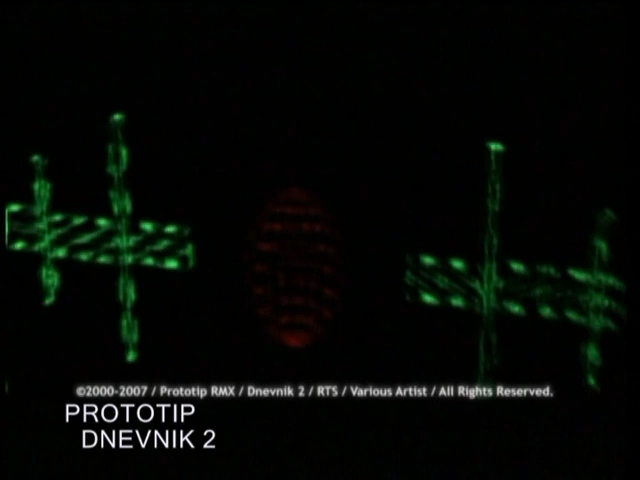 ©2000-2007 / Prototip RMX / Dnevnik 2 / RTS / Various Artist / All Rights Reserved.
PROTOTIP
DNEVNIK 2